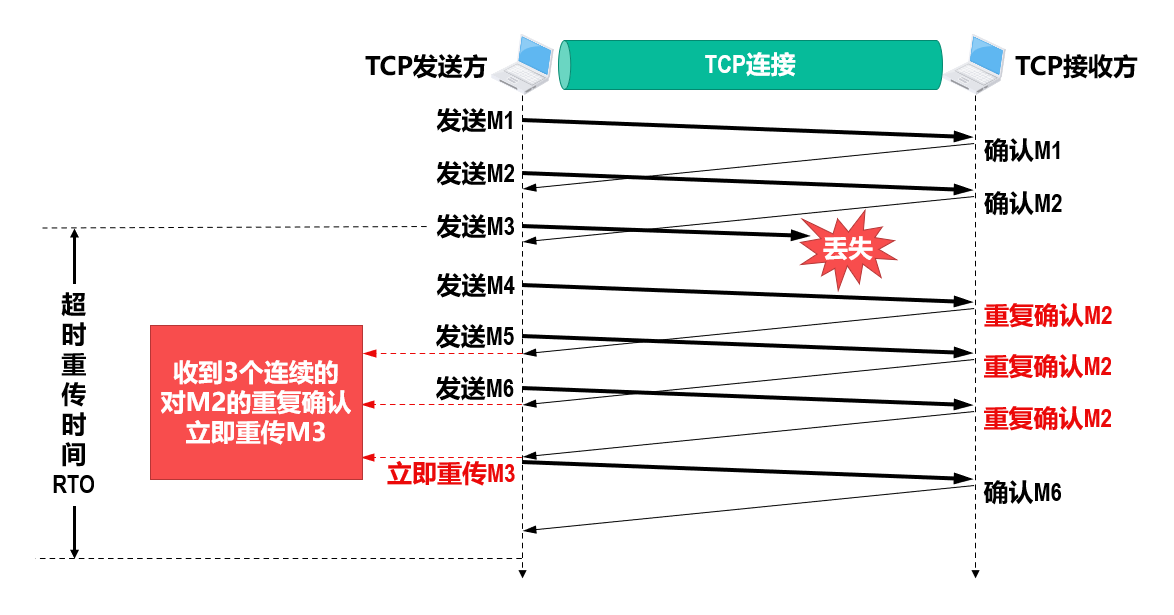 TCP发送方
TCP连接
TCP接收方
发送M1
确认M1
发送M2
确认M2
发送M3
丢失
发送M4
重复确认M2
发送M5
重复确认M2
发送M6
重复确认M2
立即重传M3
确认M6
超
时
重
传
时
间
RTO
收到3个连续的
对M2的重复确认
立即重传M3